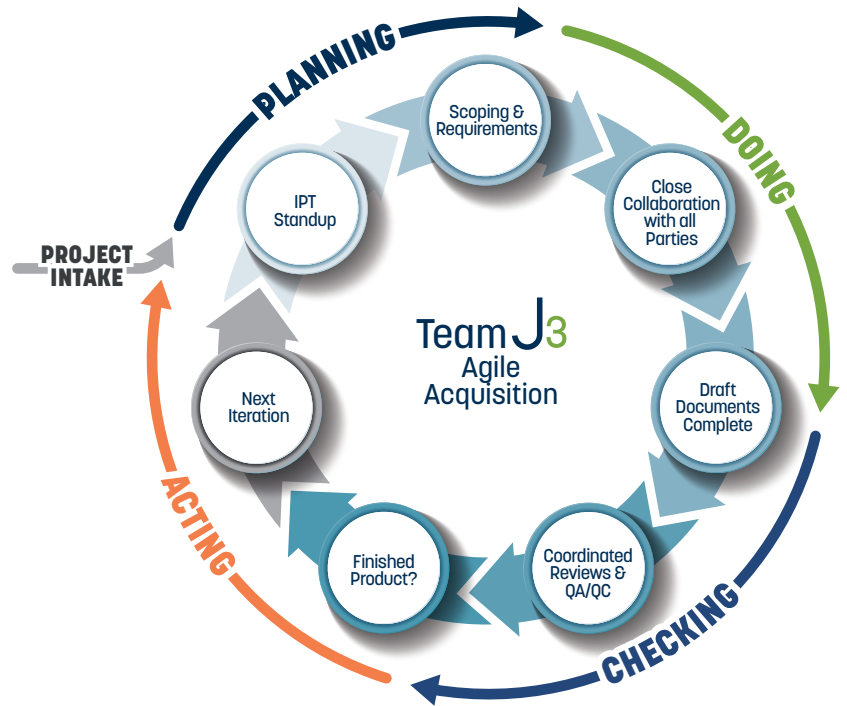 PLANNING
DOING
CHECKING
ACTING
PROJECT
INTAKE
IPT
Standup
Scoping &
Requirements
Close
Collaboration
with all
Parties
Draft
Documents
Complete
Coordinated
Reviews &
QA/QC
Finished
Product?
Next
Iteration
Team J3
Agile
Acquisition